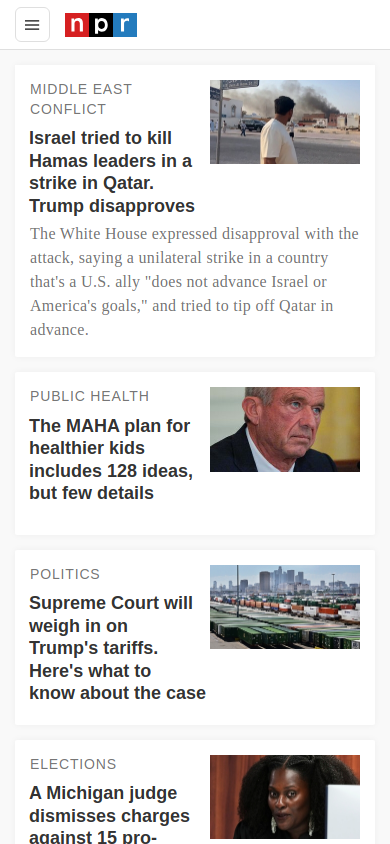 npr
MIDDLE EAST
CONFLICT
Israel tried to kill
Hamas leaders in a
strike in Qatar.
Trump disapproves
The White House expressed disapproval with the
attack, saying a unilateral strike in a country
that's a U.S. ally "does not advance Israel or
America's goals," and tried to tip off Qatar in
advance.
PUBLIC HEALTH
The MAHA plan for
healthier kids
includes 128 ideas,
but few details
POLITICS
Supreme Court will
weigh in on
Trump's tariffs.
Here's what to
know about the case
ELECTIONS
A Michigan judge
dismisses charges
against 15 pro-